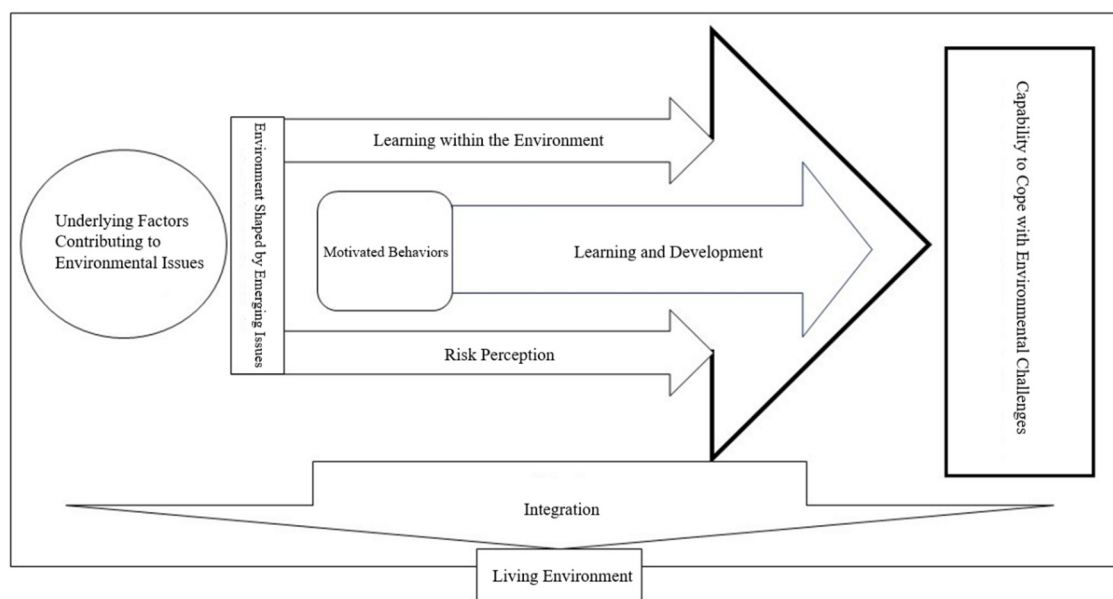 Underlying Factors
Contributing to
Environmental Issues
Environment Shaped by Emerging Issues
Learning within the Environment
Motivated Behaviors
Learning and Development
Risk Perception
Capability to Cope with Environmental Challenges
Integration
Living Environment